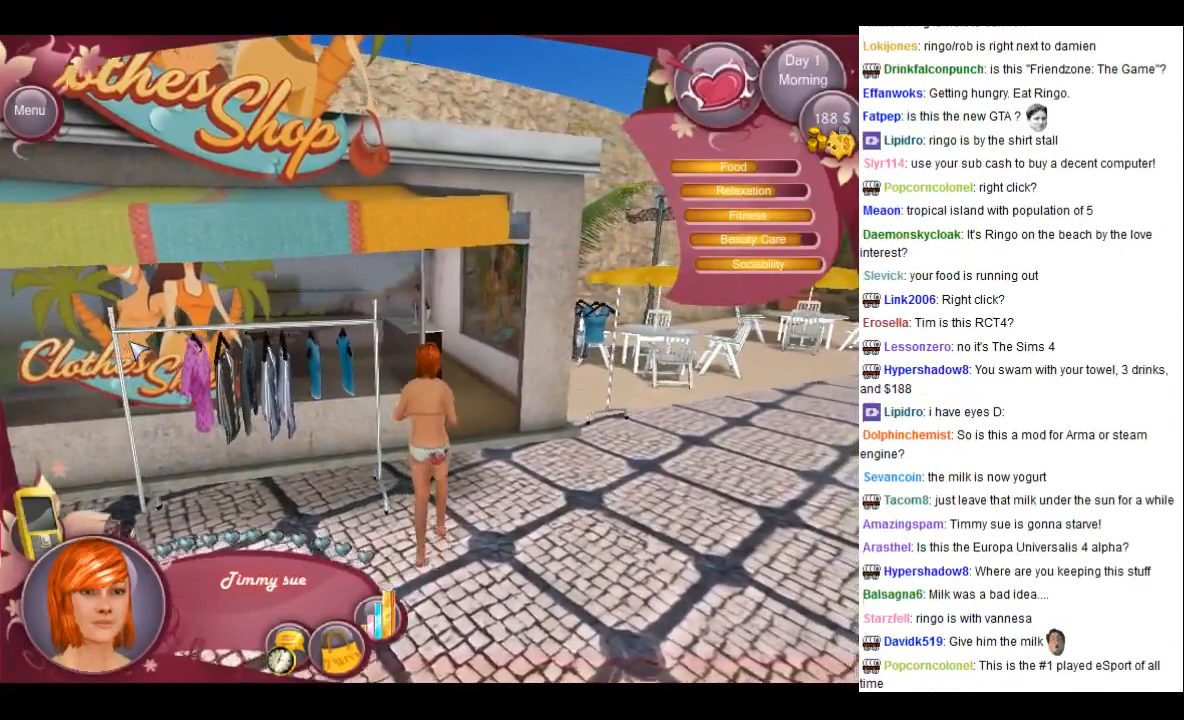 Clothes
Shop
Menu
Day 1
Morning
188 $
Food
Relaxation
Fitness
Beauty Care
Sociability
Clothes Shop
Timmy sue
Lokijones: ringo/rob is right next to damien
Drinkfalconpunch: is this "Friendzone: The Game"?
Effanwoks: Getting hungry. Eat Ringo.
Fatpep: is this the new GTA ?
Lipidro: ringo is by the shirt stall
Slyr114: use your sub cash to buy a decent computer!
Popcorncolonel: right click?
Meaon: tropical island with population of 5
Daemonskycloak: It's Ringo on the beach by the love
interest?
Slevick: your food is running out
Link2006: Right click?
Erosella: Tim is this RCT4?
Lessonzero: no it's The Sims 4
Hypershadow8: You swam with your towel, 3 drinks,
and $188
Lipidro: i have eyes D:
Dolphinchemist: So is this a mod for Arma or steam
engine?
Sevancoin: the milk is now yogurt
Tacom8: just leave that milk under the sun for a while
Amazingspam: Timmy sue is gonna starve!
Arasthel: Is this the Europa Universalis 4 alpha?
Hypershadow8: Where are you keeping this stuff
Balsagna6: Milk was a bad idea....
Starzfell: ringo is with vannesa
Davidk519: Give him the milk
Popcorncolonel: This is the #1 played eSport of all
time